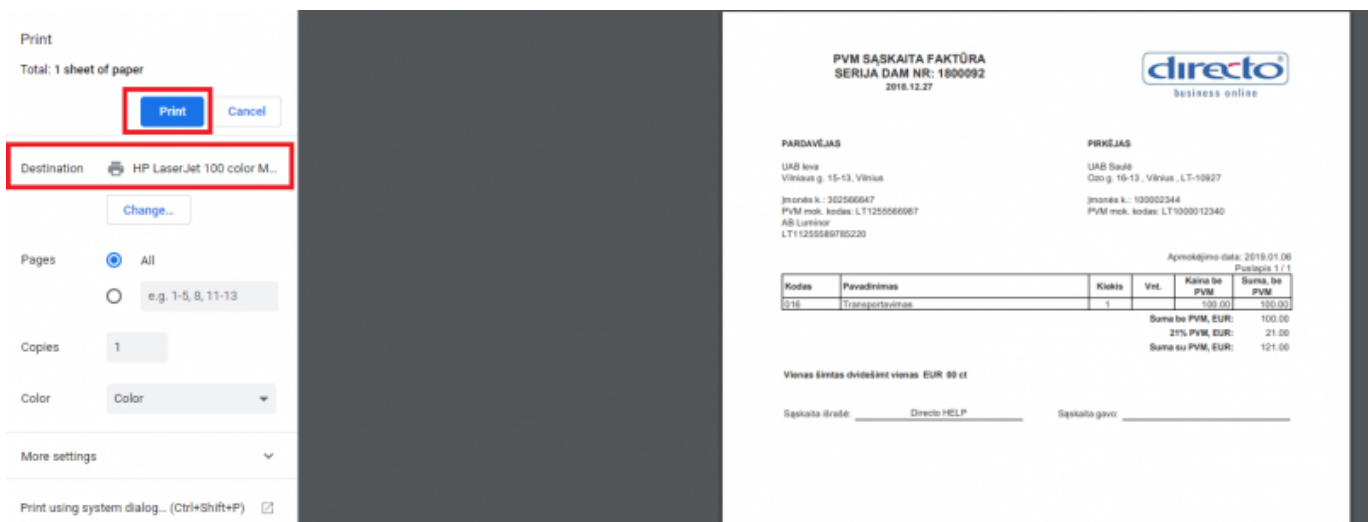 Print
Total: 1 sheet of paper
Print
Cancel
Destination
HP LaserJet 100 color M...
Change...
Pages
All
e.g. 1-5, 8, 11-13
Copies
1
Color
Color
More settings
Print using system dialog... (Ctrl+Shift+P)
PVM SĄSKAITA FAKTŪRA
SERIJA DAM NR: 1800092
2018.12.27
directo
business online
PARDAVĖJAS
UAB Ieva
Vilniaus g. 15-13, Vilnius
Įmonės k.: 302566647
PVM mok. kodas: LT1255566987
AB Luminor
LT11255589785220
PIRKĖJAS
UAB Saulė
Ozo g. 16-13 , Vilnius , LT-10927
Įmonės k.: 100002344
PVM mok. kodas: LT1000012340
Apmokėjimo data: 2019.01.06
Puslapis 1 / 1
Kodas Pavadinimas Kiekis Vnt. Kaina be PVM Suma, be PVM
016 Transportavimas 1 100.00 100.00
Suma be PVM, EUR: 100.00
21% PVM, EUR: 21.00
Suma su PVM, EUR: 121.00
Vienas šimtas dvidešimt vienas EUR 00 ct
Sąskaita išrašė: Directo HELP
Sąskaita gavo: